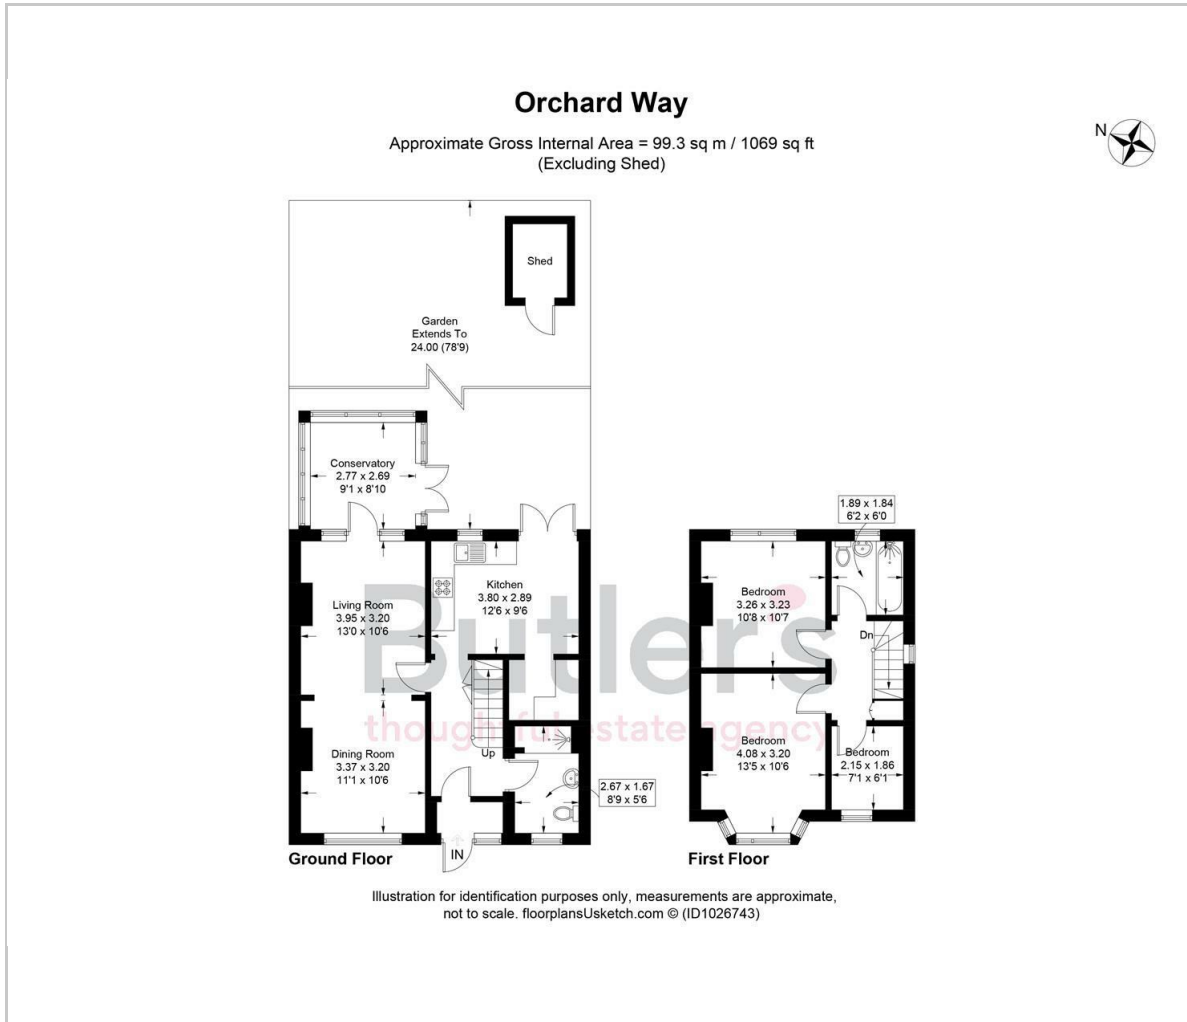 Orchard Way
Approximate Gross Internal Area = 99.3 sq m / 1069 sq ft
(Excluding Shed)
N
Shed
Garden
Extends To
24.00 (78'9)
Conservatory
2.77 x 2.69
9'1 x 8'10
Living Room
3.95 x 3.20
13'0 x 10'6
Kitchen
3.80 x 2.89
12'6 x 9'6
Dining Room
3.37 x 3.20
11'1 x 10'6
Up
2.67 x 1.67
8'9 x 5'6
IN
Ground Floor
1.89 x 1.84
6'2 x 6'0
Bedroom
3.26 x 3.23
10'8 x 10'7
Dn
Bedroom
4.08 x 3.20
13'5 x 10'6
Bedroom
2.15 x 1.86
7'1 x 6'1
First Floor
Butler's
thoughtful estate agency
Illustration for identification purposes only, measurements are approximate,
not to scale. floorplansUsketch.com © (ID1026743)